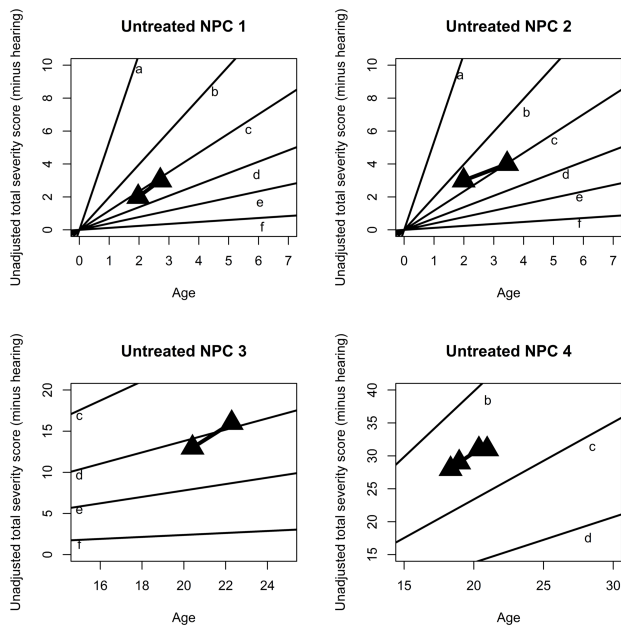 Untreated NPC 1
Unadjusted total severity score (minus hearing)
10
8
6
4
2
0
a
b
c
d
e
f
0 1 2 3 4 5 6 7
Age
Untreated NPC 2
Unadjusted total severity score (minus hearing)
10
8
6
4
2
0
a
b
c
d
e
f
0 1 2 3 4 5 6 7
Age
Untreated NPC 3
Unadjusted total severity score (minus hearing)
20
15
10
5
0
c
d
e
f
16 18 20 22 24
Age
Untreated NPC 4
Unadjusted total severity score (minus hearing)
40
35
30
25
20
15
b
c
d
15 20 25 30
Age